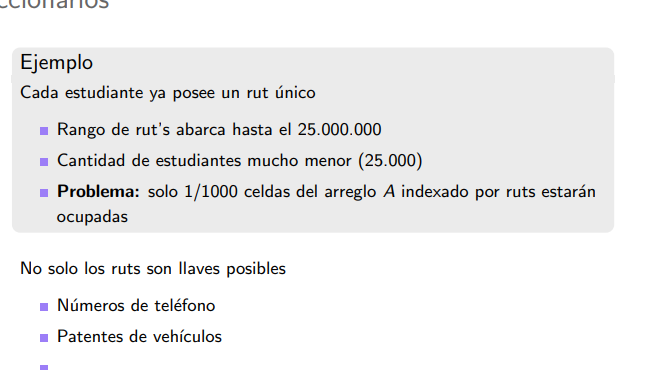 Ejemplo
Cada estudiante ya posee un rut único
Rango de rut's abarca hasta el 25.000.000
Cantidad de estudiantes mucho menor (25.000)
Problema: solo 1/1000 celdas del arreglo A indexado por ruts estarán
ocupadas
No solo los ruts son llaves posibles
Números de teléfono
Patentes de vehículos